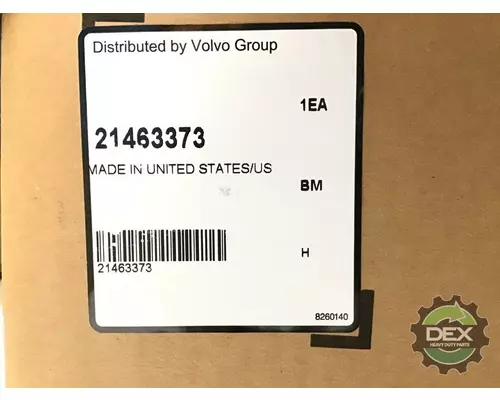 Distributed by Volvo Group
1EA
21463373
MADE IN UNITED STATES/US
BM
21463373
H
8260140
DEX
HEAVY DUTY PARTS